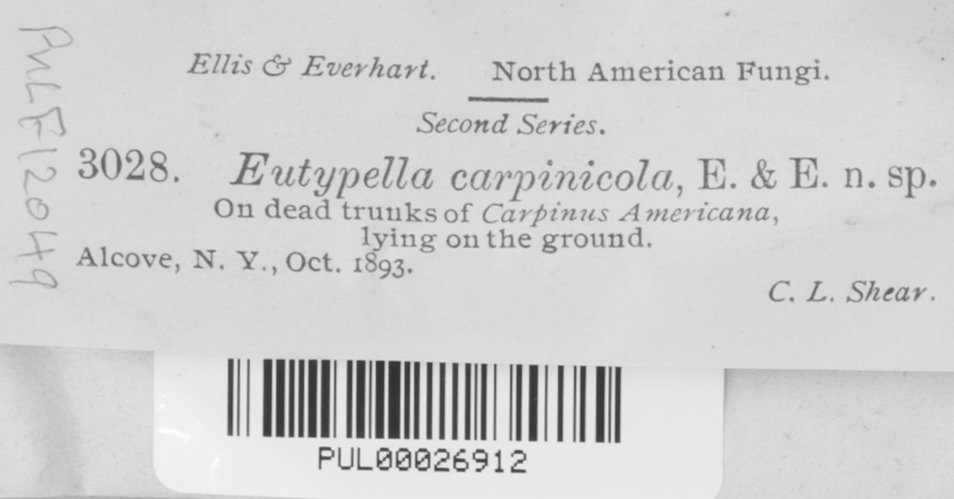 Ellis & Everhart. North American Fungi.
Second Series.
3028. Eutypella carpinicola, E. & E. n. sp.
On dead trunks of Carpinus Americana,
lying on the ground.
Alcove, N. Y., Oct. 1893.
C. L. Shear.
PUL F12049
PUL00026912